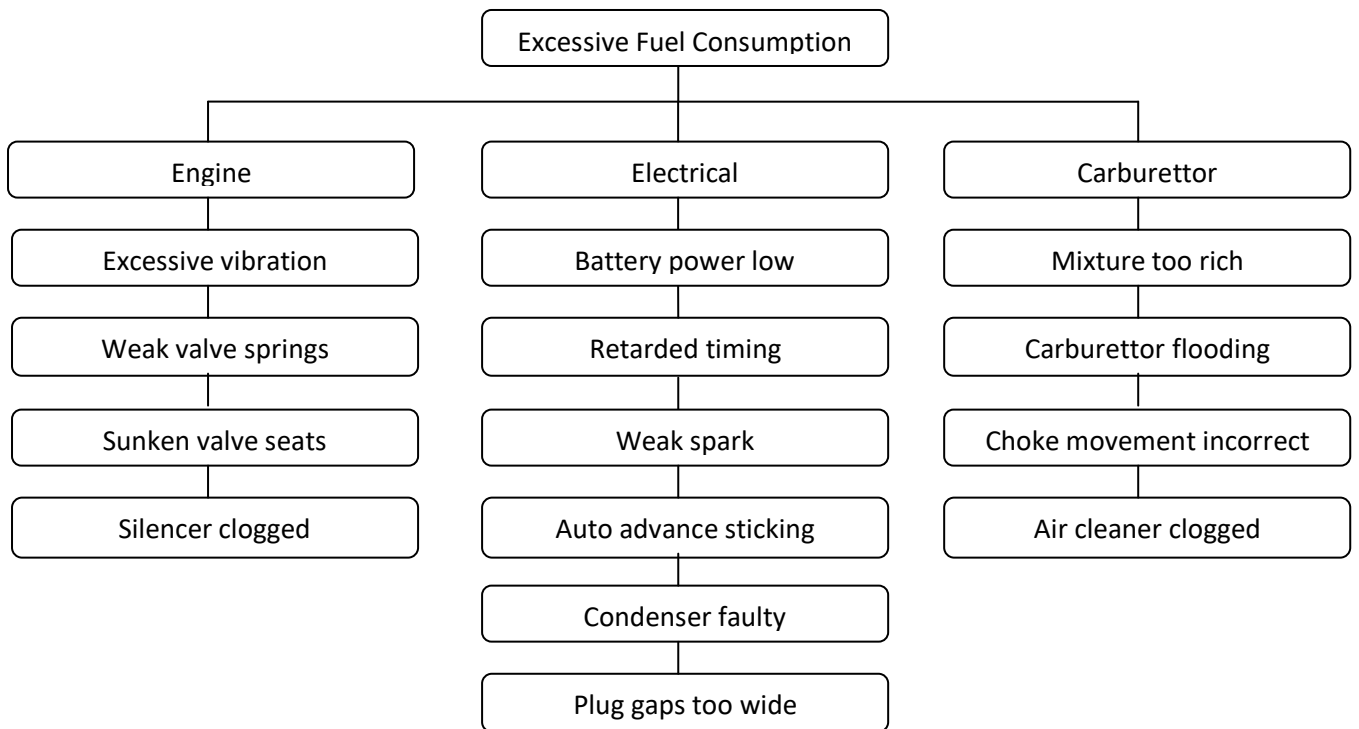 Excessive Fuel Consumption
Engine
Electrical
Carburettor
Excessive vibration
Battery power low
Mixture too rich
Weak valve springs
Retarded timing
Carburettor flooding
Sunken valve seats
Weak spark
Choke movement incorrect
Silencer clogged
Auto advance sticking
Air cleaner clogged
Condenser faulty
Plug gaps too wide